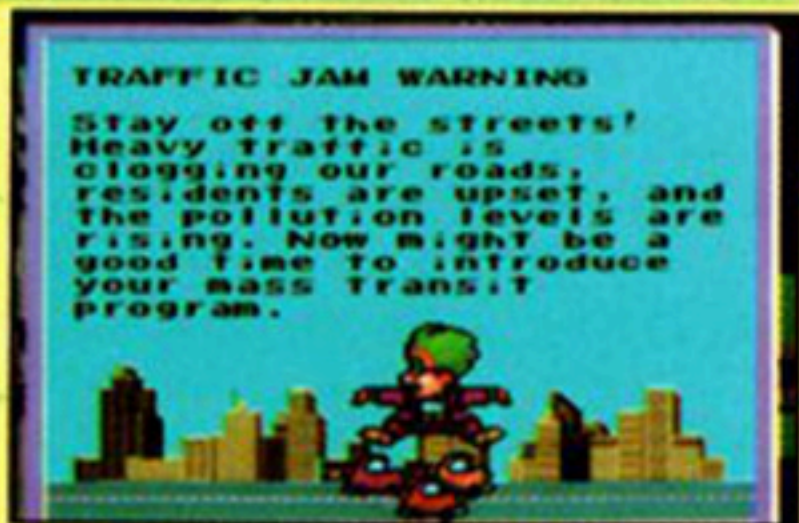 TRAFFIC JAM WARNING
Stay off the streets!
Heavy traffic is
clogging our roads,
residents are upset, and
the pollution levels are
rising. Now might be a
good time to introduce
your mass transit
program.